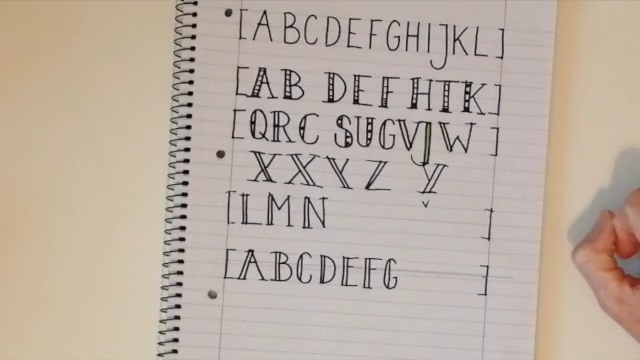 [ABCDEFGHIJKL]
[AB DEFHTK]
[QRC SUGVJW]
XXYZ y
[LMN ]
[ABCDEFG ]